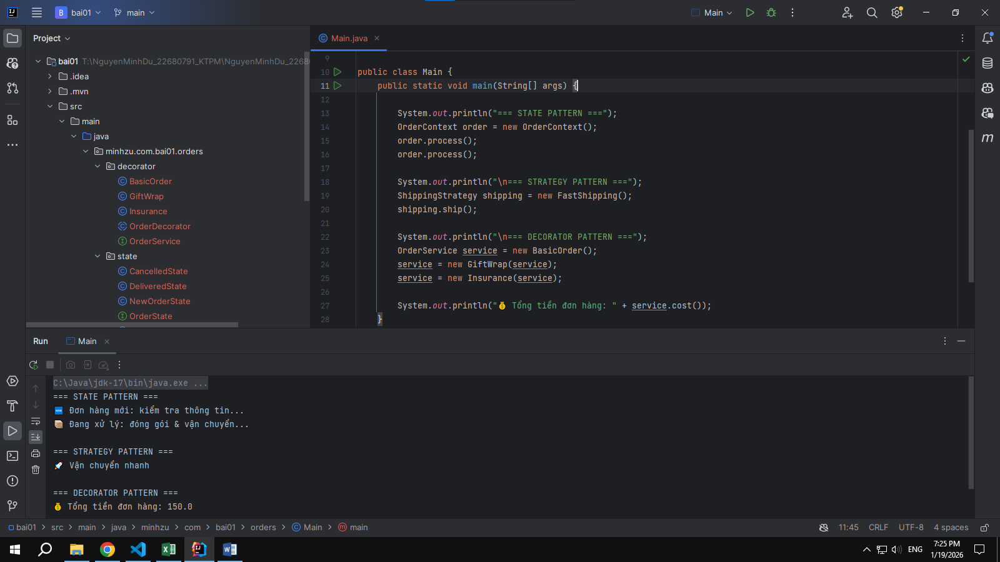 bai01
main
Main
Project
Main.java
bai01 T:\NguyenMinhDu_22680791_KTPM\NguyenMinhDu_2268
.idea
.mvn
src
main
java
minhzu.com.bai01.orders
decorator
BasicOrder
GiftWrap
Insurance
OrderDecorator
OrderService
state
CancelledState
DeliveredState
NewOrderState
OrderState
9
10 public class Main {
11 public static void main(String[] args) {
12
13 System.out.println("=== STATE PATTERN ===");
14 OrderContext order = new OrderContext();
15 order.process();
16 order.process();
17
18 System.out.println("\n=== STRATEGY PATTERN ===");
19 ShippingStrategy shipping = new FastShipping();
20 shipping.ship();
21
22 System.out.println("\n=== DECORATOR PATTERN ===");
23 OrderService service = new BasicOrder();
24 service = new GiftWrap(service);
25 service = new Insurance(service);
26
27 System.out.println("💰 Tổng tiền đơn hàng: " + service.cost());
28 }
Run Main
C:\Java\jdk-17\bin\java.exe ...
=== STATE PATTERN ===
🆕 Đơn hàng mới: kiểm tra thông tin...
📦 Đang xử lý: đóng gói & vận chuyển...
=== STRATEGY PATTERN ===
🚀 Vận chuyển nhanh
=== DECORATOR PATTERN ===
💰 Tổng tiền đơn hàng: 150.0
bai01 > src > main > java > minhzu > com > bai01 > orders > Main > main
11:45 CRLF UTF-8 4 spaces
ENG
7:25 PM
1/19/2026